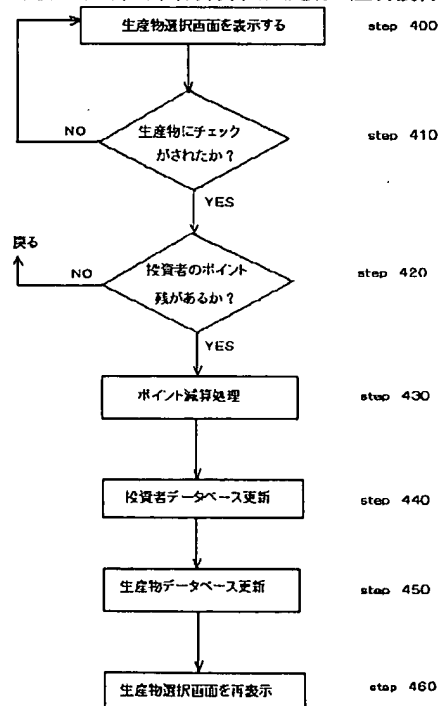 生産物選択画面を表示する
step 400
生産物にチェック
がされたか？
step 410
NO
YES
戻る
投資者のポイント
残があるか？
step 420
NO
YES
ポイント減算処理
step 430
投資者データベース更新
step 440
生産物データベース更新
step 450
生産物選択画面を再表示
step 460